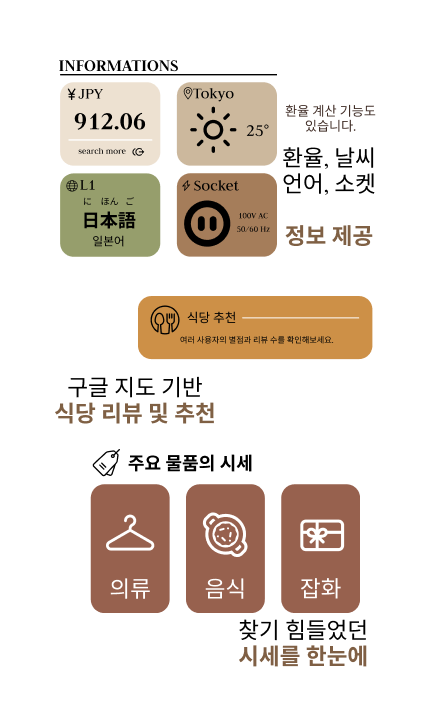 INFORMATIONS
¥ JPY
912.06
search more
Tokyo
25°
환율 계산 기능도
있습니다.
환율, 날씨
언어, 소켓
L1
に ほん ご
日本語
일본어
Socket
100V AC
50/60 Hz
정보 제공
식당 추천
여러 사용자의 별점과 리뷰 수를 확인해보세요.
구글 지도 기반
식당 리뷰 및 추천
주요 물품의 시세
의류
음식
잡화
찾기 힘들었던
시세를 한눈에